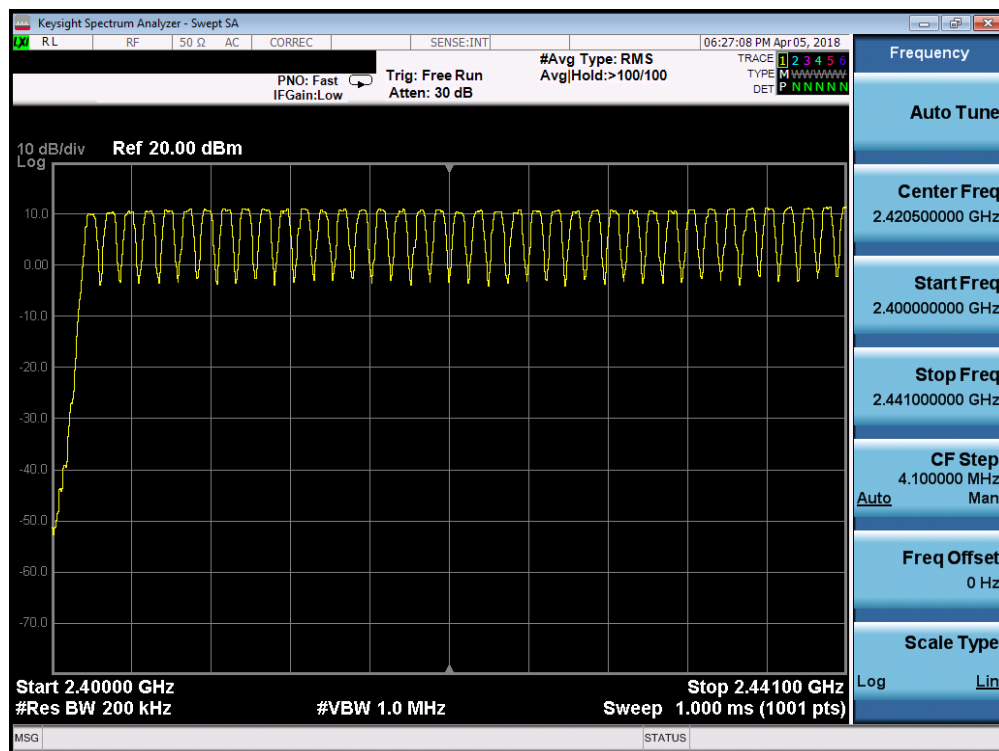 Keysight Spectrum Analyzer - Swept SA
LXI RL RF 50 Ω AC CORREC SENSE:INT 06:27:08 PM Apr 05, 2018
#Avg Type: RMS TRACE 1 2 3 4 5 6
PNO: Fast Trig: Free Run Avg|Hold:>100/100 TYPE M WWWWW
IFGain:Low Atten: 30 dB DET P N N N N N
10 dB/div Ref 20.00 dBm
Log
10.0
0.00
-10.0
-20.0
-30.0
-40.0
-50.0
-60.0
-70.0
Start 2.40000 GHz Stop 2.44100 GHz
#Res BW 200 kHz #VBW 1.0 MHz Sweep 1.000 ms (1001 pts)
MSG STATUS
Frequency
Auto Tune
Center Freq
2.420500000 GHz
Start Freq
2.400000000 GHz
Stop Freq
2.441000000 GHz
CF Step
4.100000 MHz
Auto Man
Freq Offset
0 Hz
Scale Type
Log Lin